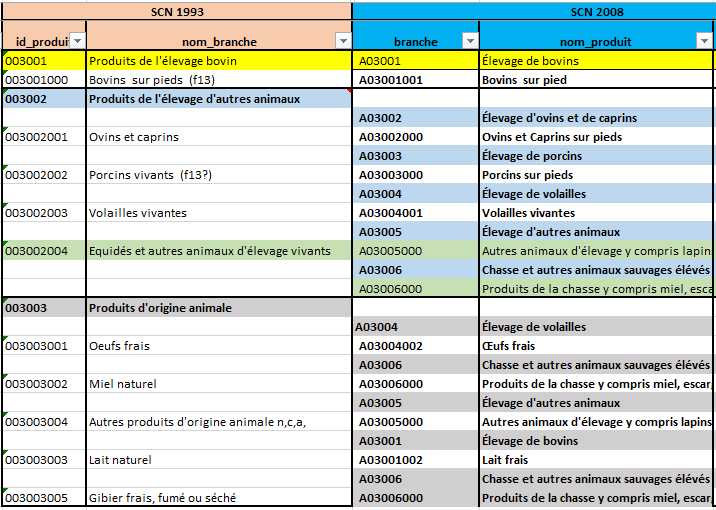 SCN 1993 SCN 2008
id_produit nom_branche branche nom_produit
003001 Produits de l'élevage bovin A03001 Élevage de bovins
003001000 Bovins sur pieds (f13) A03001001 Bovins sur pied
003002 Produits de l'élevage d'autres animaux
A03002 Élevage d'ovins et de caprins
003002001 Ovins et caprins A03002000 Ovins et Caprins sur pieds
A03003 Élevage de porcins
003002002 Porcins vivants (f13?) A03003000 Porcins sur pieds
A03004 Élevage de volailles
003002003 Volailles vivantes A03004001 Volailles vivantes
A03005 Élevage d'autres animaux
003002004 Equidés et autres animaux d'élevage vivants A03005000 Autres animaux d'élevage y compris lapins
A03006 Chasse et autres animaux sauvages élevés
A03006000 Produits de la chasse y compris miel, esca
003003 Produits d'origine animale
A03004 Élevage de volailles
003003001 Oeufs frais A03004002 Œufs frais
A03006 Chasse et autres animaux sauvages élevés
003003002 Miel naturel A03006000 Produits de la chasse y compris miel, escar
A03005 Élevage d'autres animaux
003003004 Autres produits d'origine animale n,c,a, A03005000 Autres animaux d'élevage y compris lapins
A03001 Élevage de bovins
003003003 Lait naturel A03001002 Lait frais
A03006 Chasse et autres animaux sauvages élevés
003003005 Gibier frais, fumé ou séché A03006000 Produits de la chasse y compris miel, escar